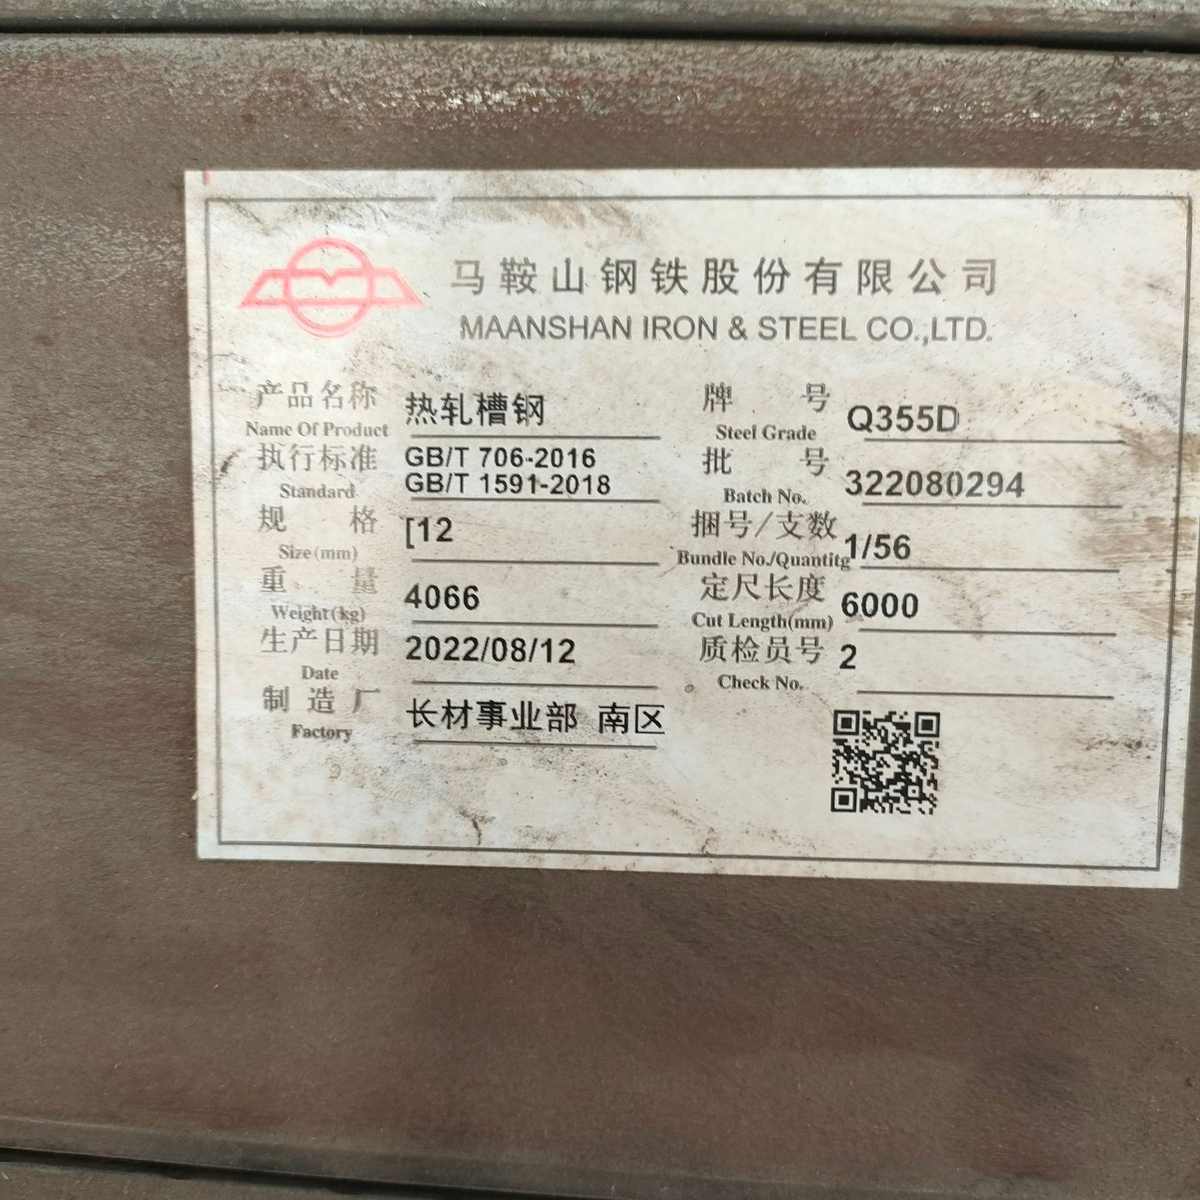 马鞍山钢铁股份有限公司
MAANSHAN IRON & STEEL CO.,LTD.
产品名称 热轧槽钢 牌号 Q355D
Name Of Product Steel Grade
执行标准 GB/T 706-2016 批号 322080294
GB/T 1591-2018
Standard Batch No.
规格 [12 捆号/支数 1/56
Size(mm) Bundle No./Quantitg
重量 4066 定尺长度 6000
Weight(kg) Cut Length(mm)
生产日期 2022/08/12 质检员号 2
Date Check No.
制造厂 长材事业部 南区
Factory